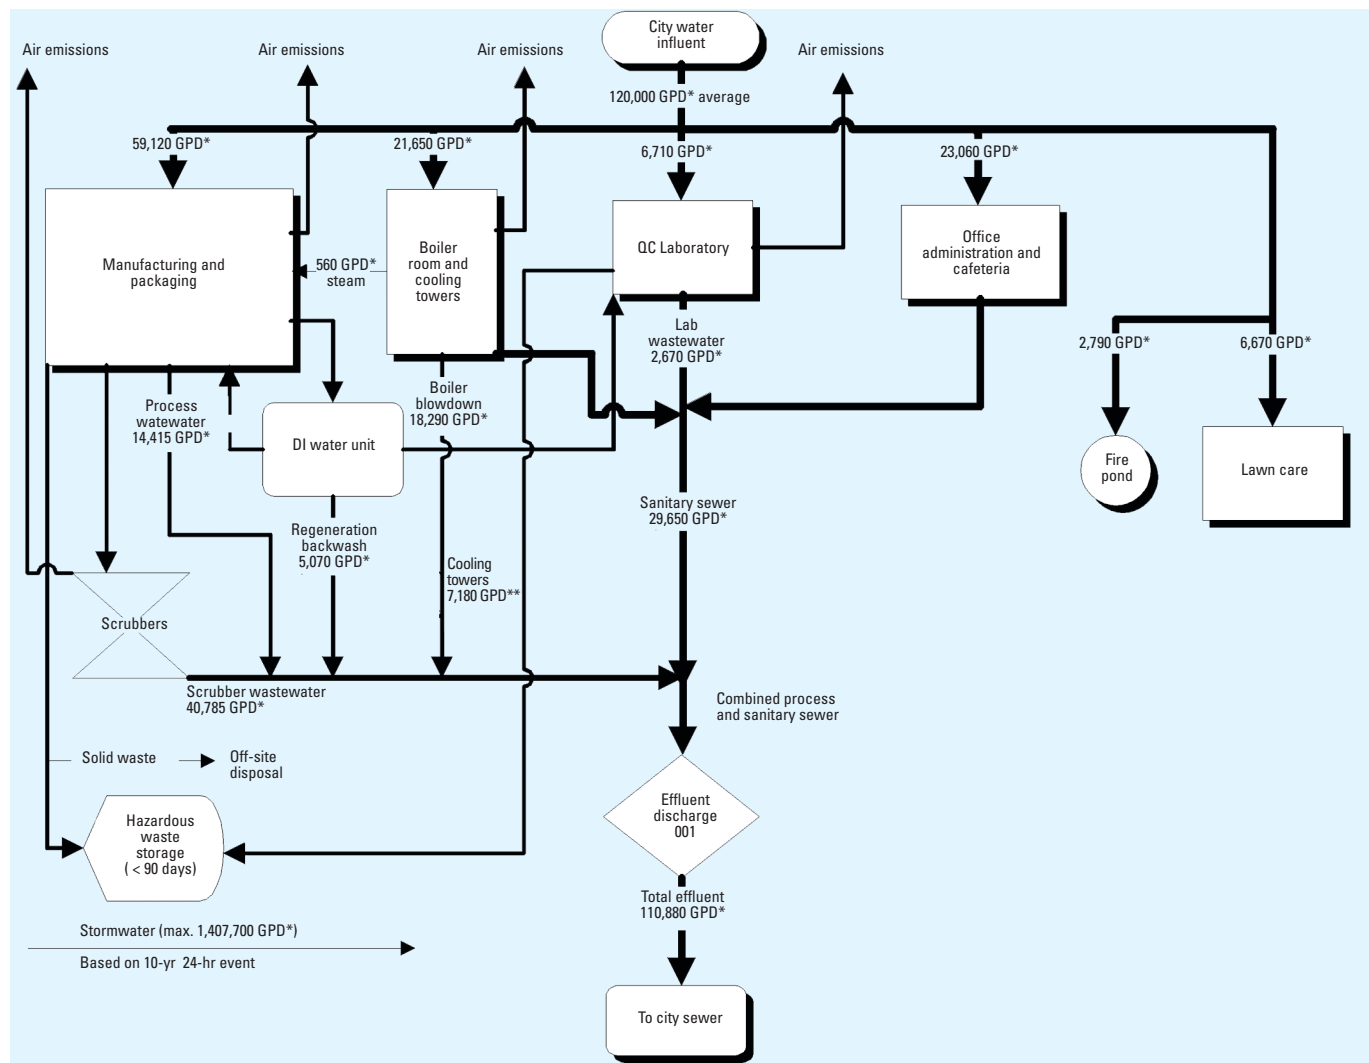 City water
influent
Air emissions
Air emissions
Air emissions
Air emissions
120,000 GPD* average
59,120 GPD*
21,650 GPD*
6,710 GPD*
23,060 GPD*
Manufacturing and
packaging
560 GPD*
steam
Boiler
room and
cooling
towers
QC Laboratory
Office
administration and
cafeteria
Lab
wastewater
2,670 GPD*
2,790 GPD*
6,670 GPD*
Process
watewater
14,415 GPD*
Boiler
blowdown
18,290 GPD*
DI water unit
Fire
pond
Lawn care
Sanitary sewer
29,650 GPD*
Regeneration
backwash
5,070 GPD*
Cooling
towers
7,180 GPD**
Scrubbers
Scrubber wastewater
40,785 GPD*
Combined process
and sanitary sewer
Solid waste
Off-site
disposal
Hazardous
waste
storage
( < 90 days)
Effluent
discharge
001
Total effluent
110,880 GPD*
Stormwater (max. 1,407,700 GPD*)
Based on 10-yr 24-hr event
To city sewer